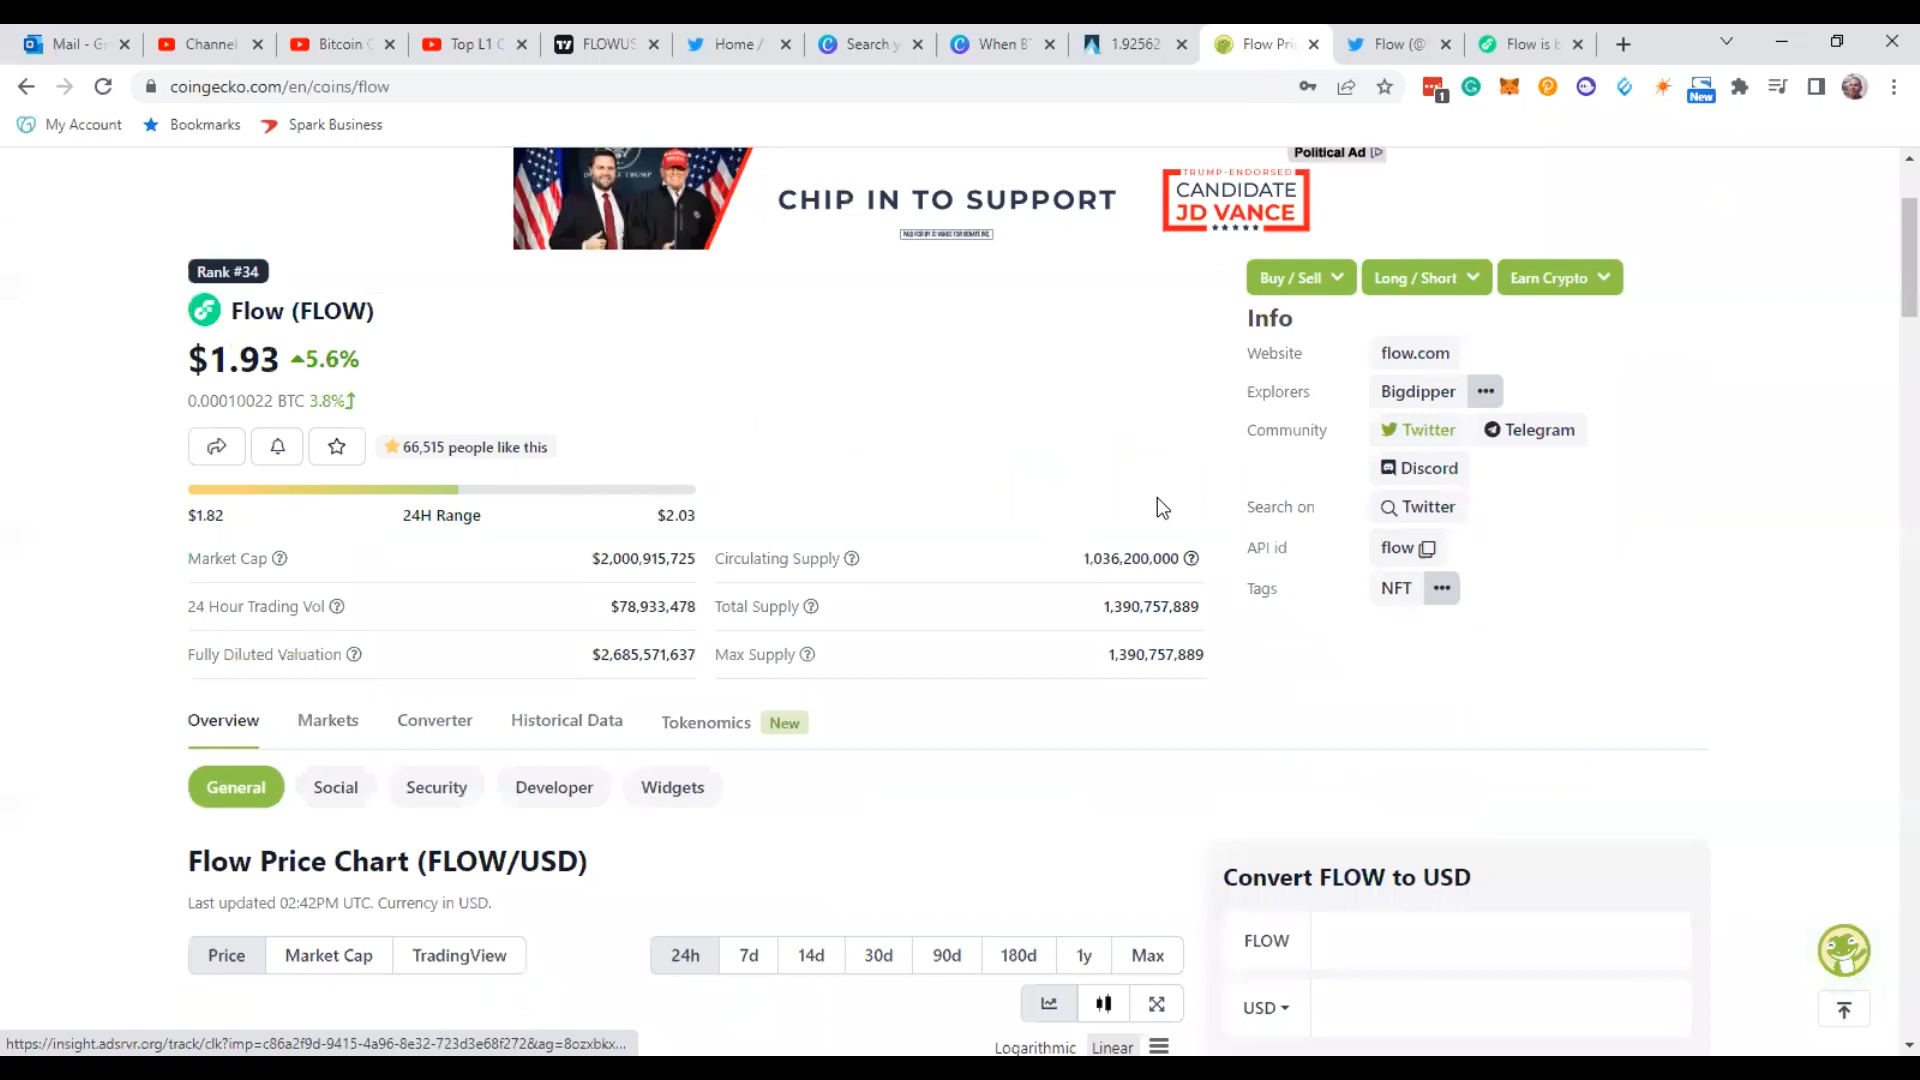 Mail - G
Channel
Bitcoin C
Top L1 C
FLOWUS
Home /
Search y
When B
1.92562
Flow Pri
Flow (@
Flow is b
coingecko.com/en/coins/flow
1
New
My Account
Bookmarks
Spark Business
Political Ad
CHIP IN TO SUPPORT
TRUMP-ENDORSED
CANDIDATE
JD VANCE
Rank #34
Flow (FLOW)
$1.93 5.6%
0.00010022 BTC 3.8%
66,515 people like this
$1.82 24H Range $2.03
Market Cap $2,000,915,725
24 Hour Trading Vol $78,933,478
Fully Diluted Valuation $2,685,571,637
Circulating Supply 1,036,200,000
Total Supply 1,390,757,889
Max Supply 1,390,757,889
Buy / Sell
Long / Short
Earn Crypto
Info
Website flow.com
Explorers Bigdipper
Community Twitter Telegram
Discord
Search on Twitter
API id flow
Tags NFT
Overview Markets Converter Historical Data Tokenomics New
General Social Security Developer Widgets
Flow Price Chart (FLOW/USD)
Last updated 02:42PM UTC. Currency in USD.
Price Market Cap TradingView
24h 7d 14d 30d 90d 180d 1y Max
Logarithmic Linear
Convert FLOW to USD
FLOW
USD
https://insight.adsrvr.org/track/clk?imp=c86a2f9d-9415-4a96-8e32-723d3e68f272&ag=8ozxbkx...